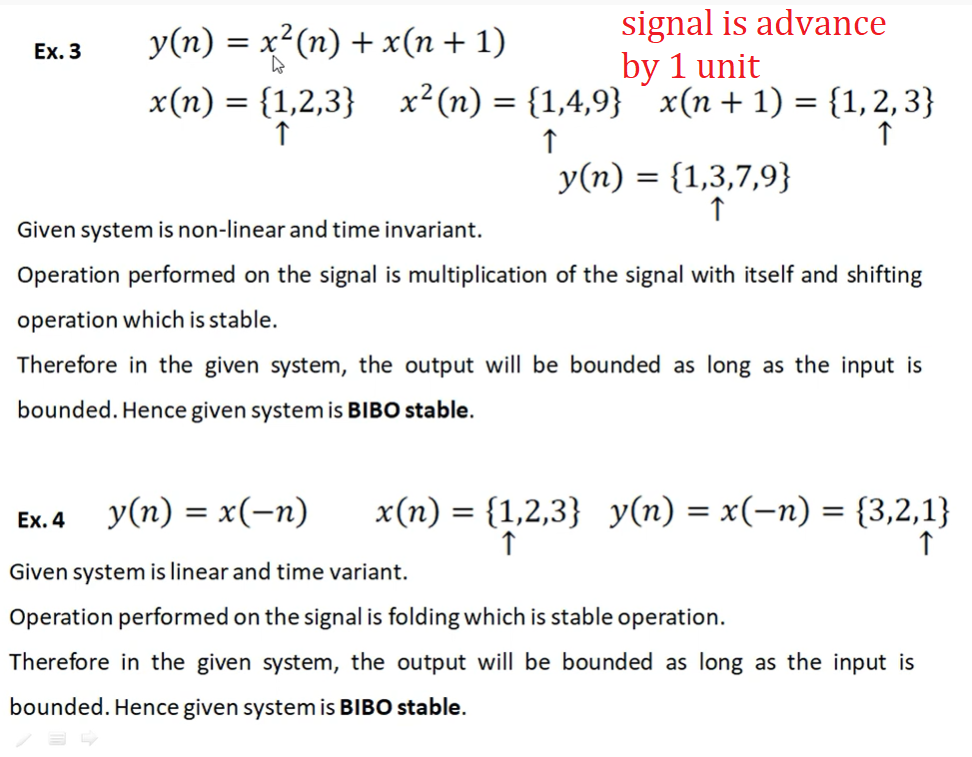 signal is advance
by 1 unit
Ex. 3 y(n) = x²(n) + x(n + 1)
x(n) = {1,2,3} x²(n) = {1,4,9} x(n + 1) = {1, 2, 3}
↑ ↑ ↑
y(n) = {1,3,7,9}
↑
Given system is non-linear and time invariant.
Operation performed on the signal is multiplication of the signal with itself and shifting
operation which is stable.
Therefore in the given system, the output will be bounded as long as the input is
bounded. Hence given system is BIBO stable.
Ex. 4 y(n) = x(−n) x(n) = {1,2,3} y(n) = x(−n) = {3,2,1}
↑ ↑
Given system is linear and time variant.
Operation performed on the signal is folding which is stable operation.
Therefore in the given system, the output will be bounded as long as the input is
bounded. Hence given system is BIBO stable.